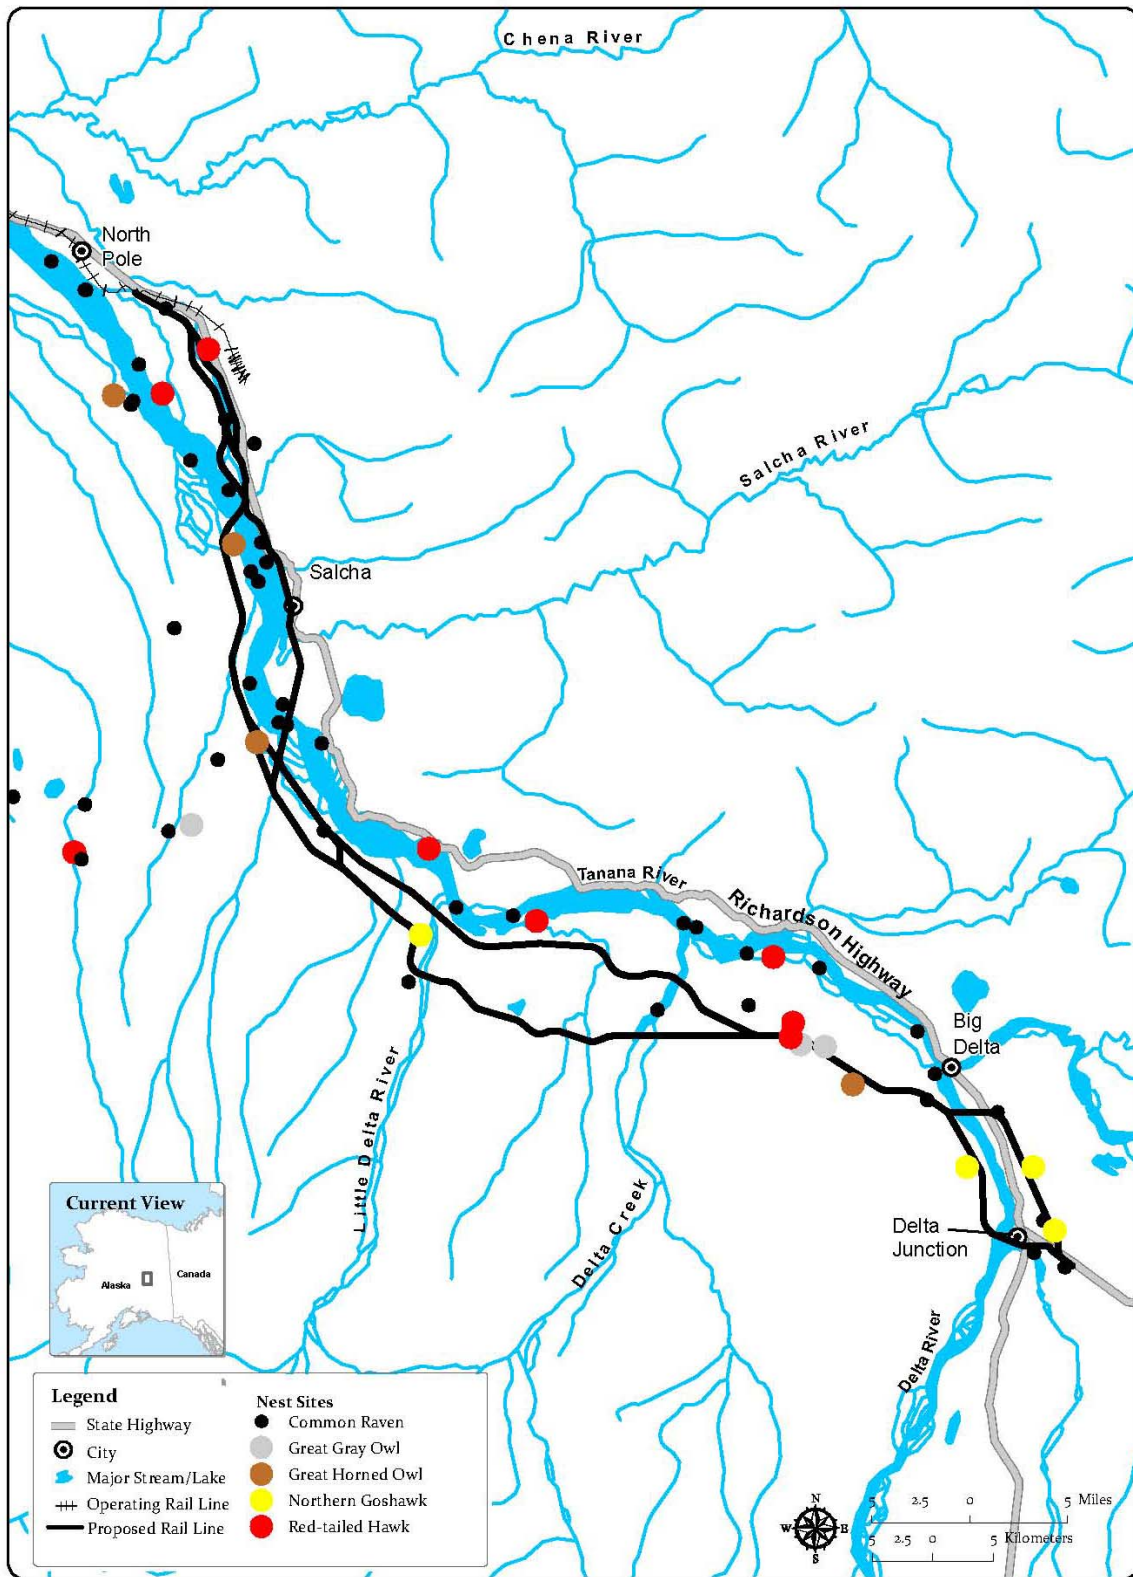 Chena River
North
Pole
Salcha River
Salcha
Tanana River
Richardson Highway
Big
Delta
Little Delta River
Delta Creek
Delta
Junction
Delta River
Current View
Alaska
Canada
Legend
State Highway
City
Major Stream/Lake
Operating Rail Line
Proposed Rail Line
Nest Sites
Common Raven
Great Gray Owl
Great Horned Owl
Northern Goshawk
Red-tailed Hawk
N
W E
S
5 2.5 0 5 Miles
5 2.5 0 5 Kilometers